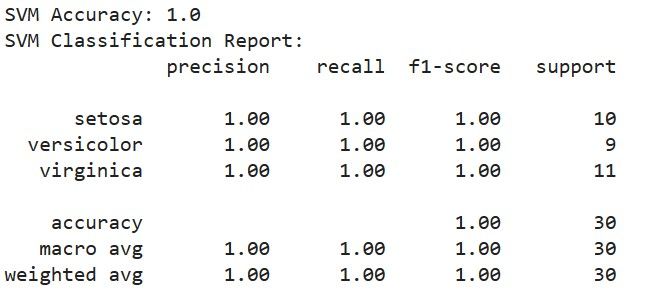 SVM Accuracy: 1.0
SVM Classification Report:
precision recall f1-score support
setosa 1.00 1.00 1.00 10
versicolor 1.00 1.00 1.00 9
virginica 1.00 1.00 1.00 11
accuracy 1.00 30
macro avg 1.00 1.00 1.00 30
weighted avg 1.00 1.00 1.00 30